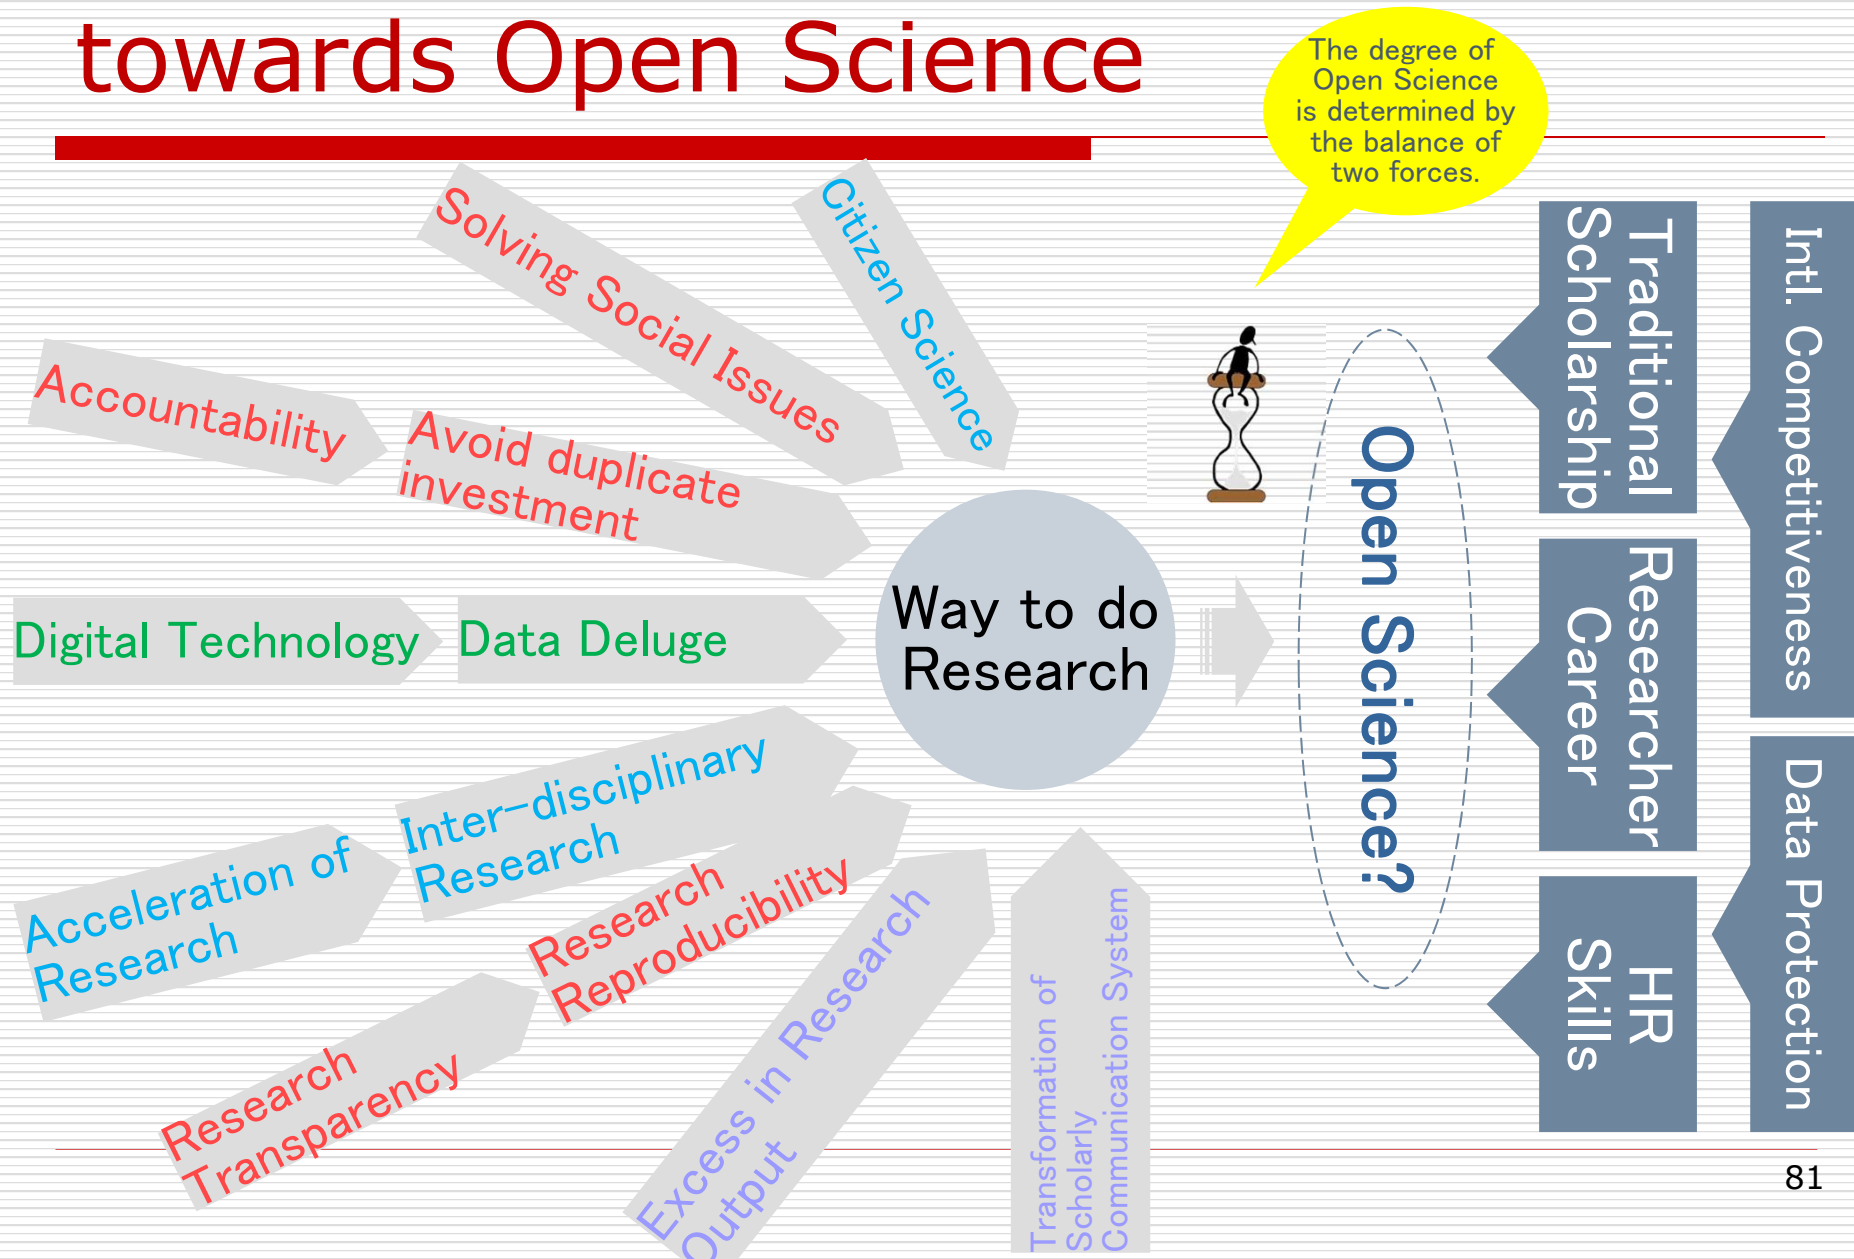 towards Open Science
The degree of
Open Science
is determined by
the balance of
two forces.
Solving Social Issues
Citizen Science
Accountability
Avoid duplicate
investment
Digital Technology
Data Deluge
Way to do
Research
Acceleration of
Research
Inter-disciplinary
Research
Research
Transparency
Research
Reproducibility
Excess in Research
Output
Transformation of
Scholarly
Communication System
Open Science?
Traditional
Scholarship
Researcher
Career
HR
Skills
Intl. Competitiveness
Data Protection
81